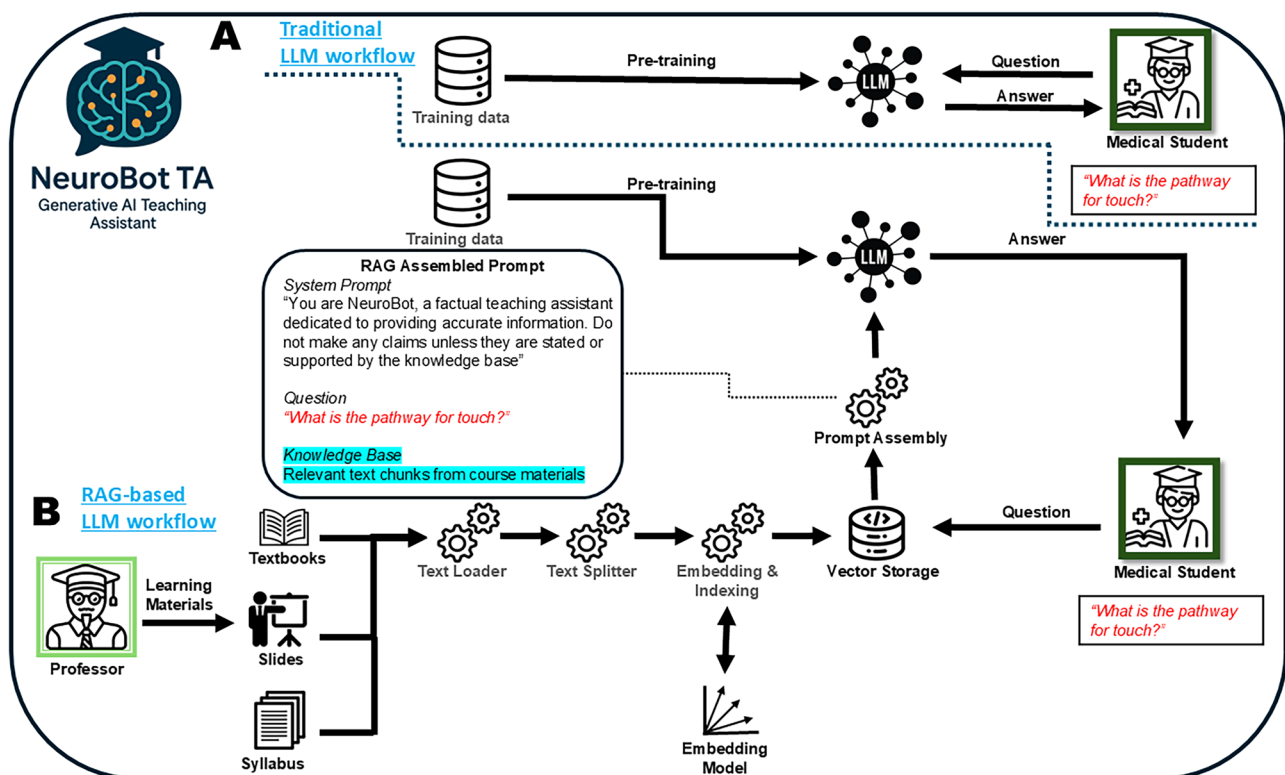 A
Traditional
LLM workflow
NeuroBot TA
Generative AI Teaching
Assistant
Training data
Pre-training
LLM
Question
Answer
Medical Student
“What is the pathway
for touch?”
Training data
Pre-training
LLM
Answer
RAG Assembled Prompt
System Prompt
“You are NeuroBot, a factual teaching assistant
dedicated to providing accurate information. Do
not make any claims unless they are stated or
supported by the knowledge base”
Question
“What is the pathway for touch?”
Knowledge Base
Relevant text chunks from course materials
Prompt Assembly
B
RAG-based
LLM workflow
Professor
Learning
Materials
Textbooks
Slides
Syllabus
Text Loader
Text Splitter
Embedding &
Indexing
Embedding
Model
Vector Storage
Question
Medical Student
“What is the pathway
for touch?”